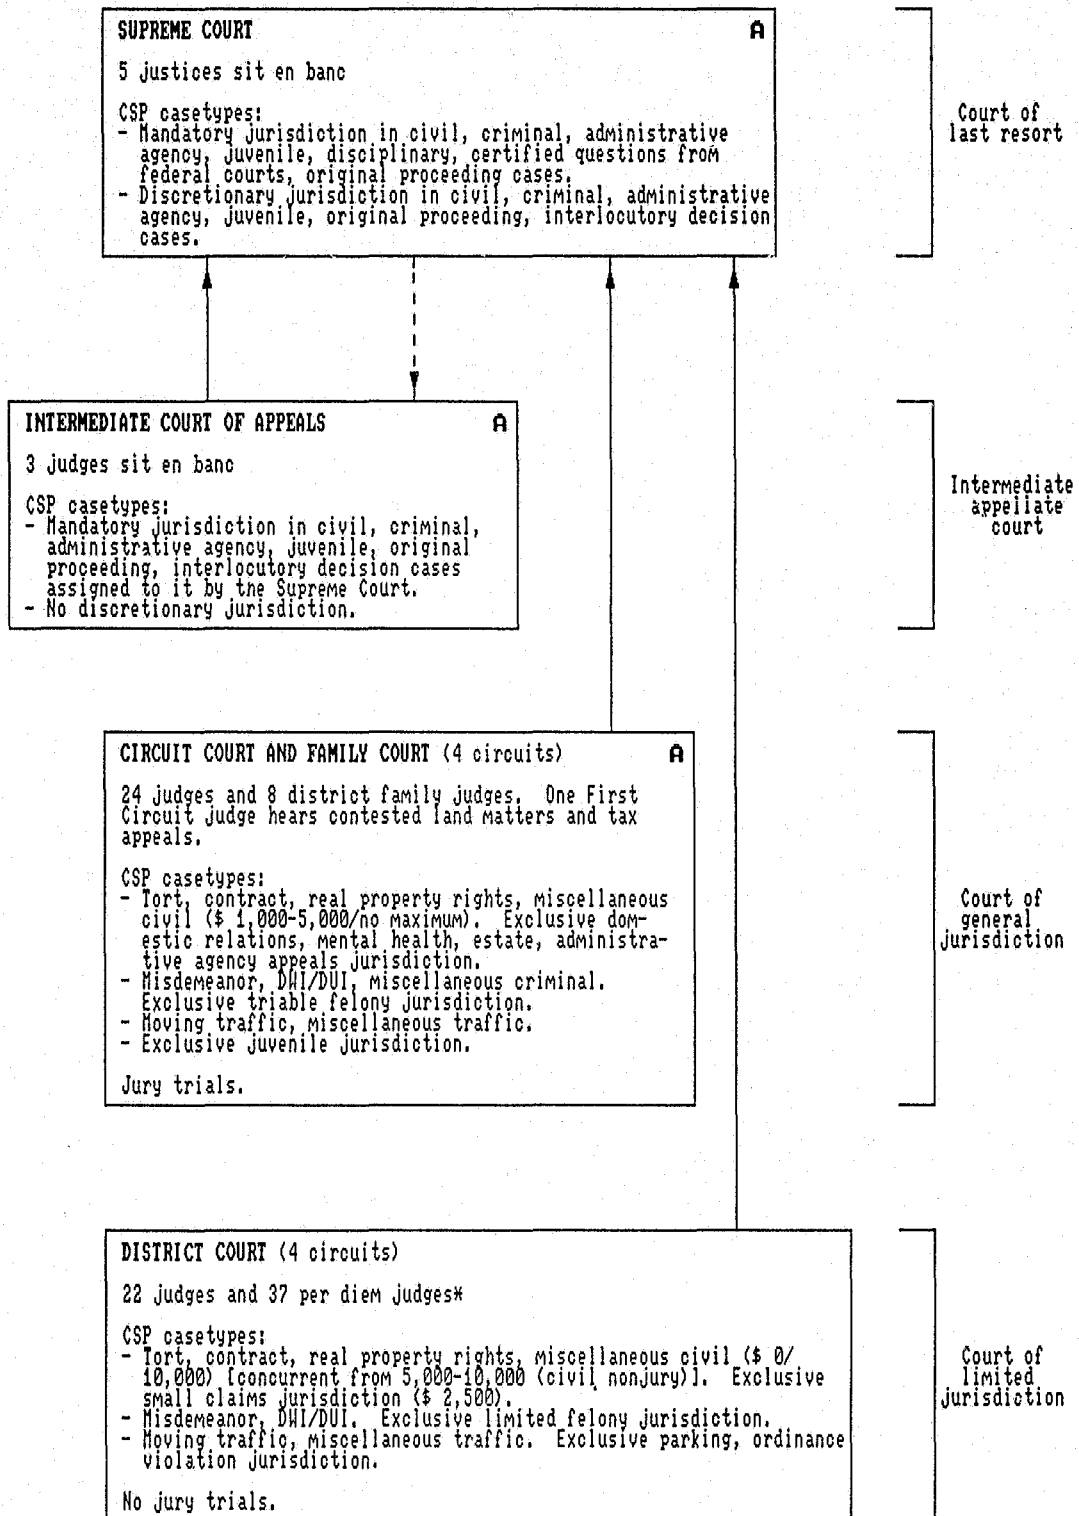 SUPREME COURT A
5 justices sit en banc
CSP casetypes:
- Mandatory jurisdiction in civil, criminal, administrative
agency, juvenile, disciplinary, certified questions from
federal courts, original proceeding cases.
- Discretionary jurisdiction in civil, criminal, administrative
agency, juvenile, original proceeding, interlocutory decision
cases.
Court of
last resort
INTERMEDIATE COURT OF APPEALS A
3 judges sit en banc
CSP casetypes:
- Mandatory jurisdiction in civil, criminal,
administrative agency, juvenile, original
proceeding, interlocutory decision cases
assigned to it by the Supreme Court.
- No discretionary jurisdiction.
Intermediate
appellate
court
CIRCUIT COURT AND FAMILY COURT (4 circuits) A
24 judges and 8 district family judges. One First
Circuit judge hears contested land matters and tax
appeals.
CSP casetypes:
- Tort, contract, real property rights, miscellaneous
civil ($ 1,000-5,000/no maximum). Exclusive dom-
estic relations, mental health, estate, administra-
tive agency appeals jurisdiction.
- Misdemeanor, DWI/DUI, miscellaneous criminal.
Exclusive triable felony jurisdiction.
- Moving traffic, miscellaneous traffic.
- Exclusive juvenile jurisdiction.
Jury trials.
Court of
general
jurisdiction
DISTRICT COURT (4 circuits)
22 judges and 37 per diem judges*
CSP casetypes:
- Tort, contract, real property rights, miscellaneous civil ($ 0/
10,000) [concurrent from 5,000-10,000 (civil nonjury)]. Exclusive
small claims jurisdiction ($ 2,500).
- Misdemeanor, DWI/DUI. Exclusive limited felony jurisdiction.
- Moving traffic, miscellaneous traffic. Exclusive parking, ordinance
violation jurisdiction.
No jury trials.
Court of
limited
jurisdiction